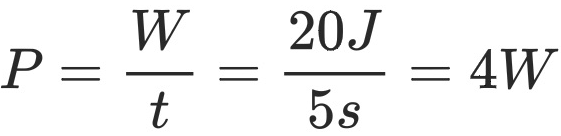 P = W/t = 20J/5s = 4W